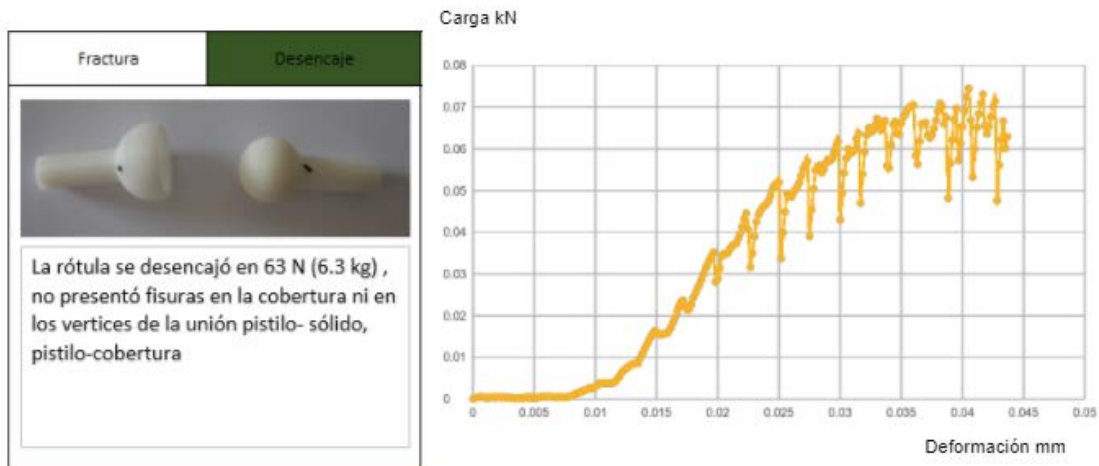 Carga kN
Fractura
Desencaje
La rótula se desencajó en 63 N (6.3 kg) ,
no presentó fisuras en la cobertura ni en
los vertices de la unión pistilo- sólido,
pistilo-cobertura
0.08
0.07
0.06
0.05
0.04
0.03
0.02
0.01
0
0 0.005 0.01 0.015 0.02 0.025 0.03 0.035 0.04 0.045 0.05
Deformación mm